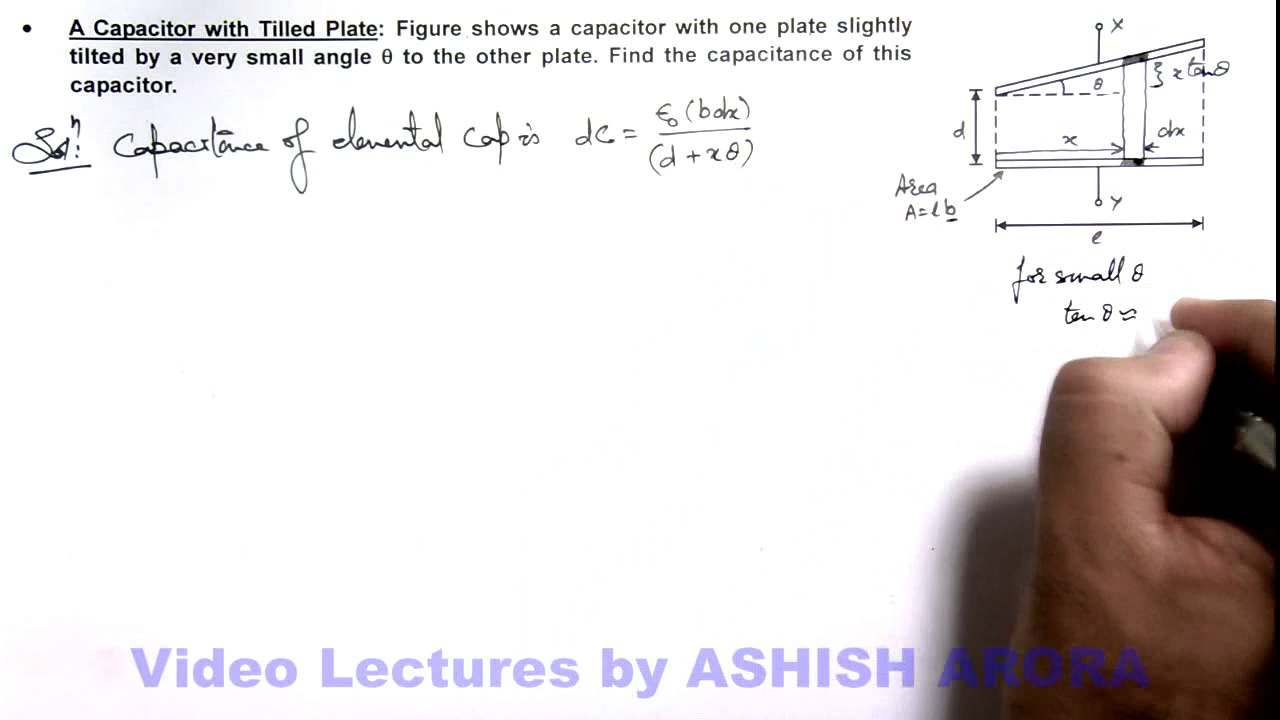 • A Capacitor with Tilled Plate: Figure shows a capacitor with one plate slightly
tilted by a very small angle θ to the other plate. Find the capacitance of this
capacitor.
Solⁿ: Capacitance of elemental Cap is dC = ε₀(bdx)/(d + xθ)
X
θ
} x tanθ
d
x
dx
Area
A = lb
Y
l
for small θ
tan θ ≈
Video Lectures by ASHISH ARORA